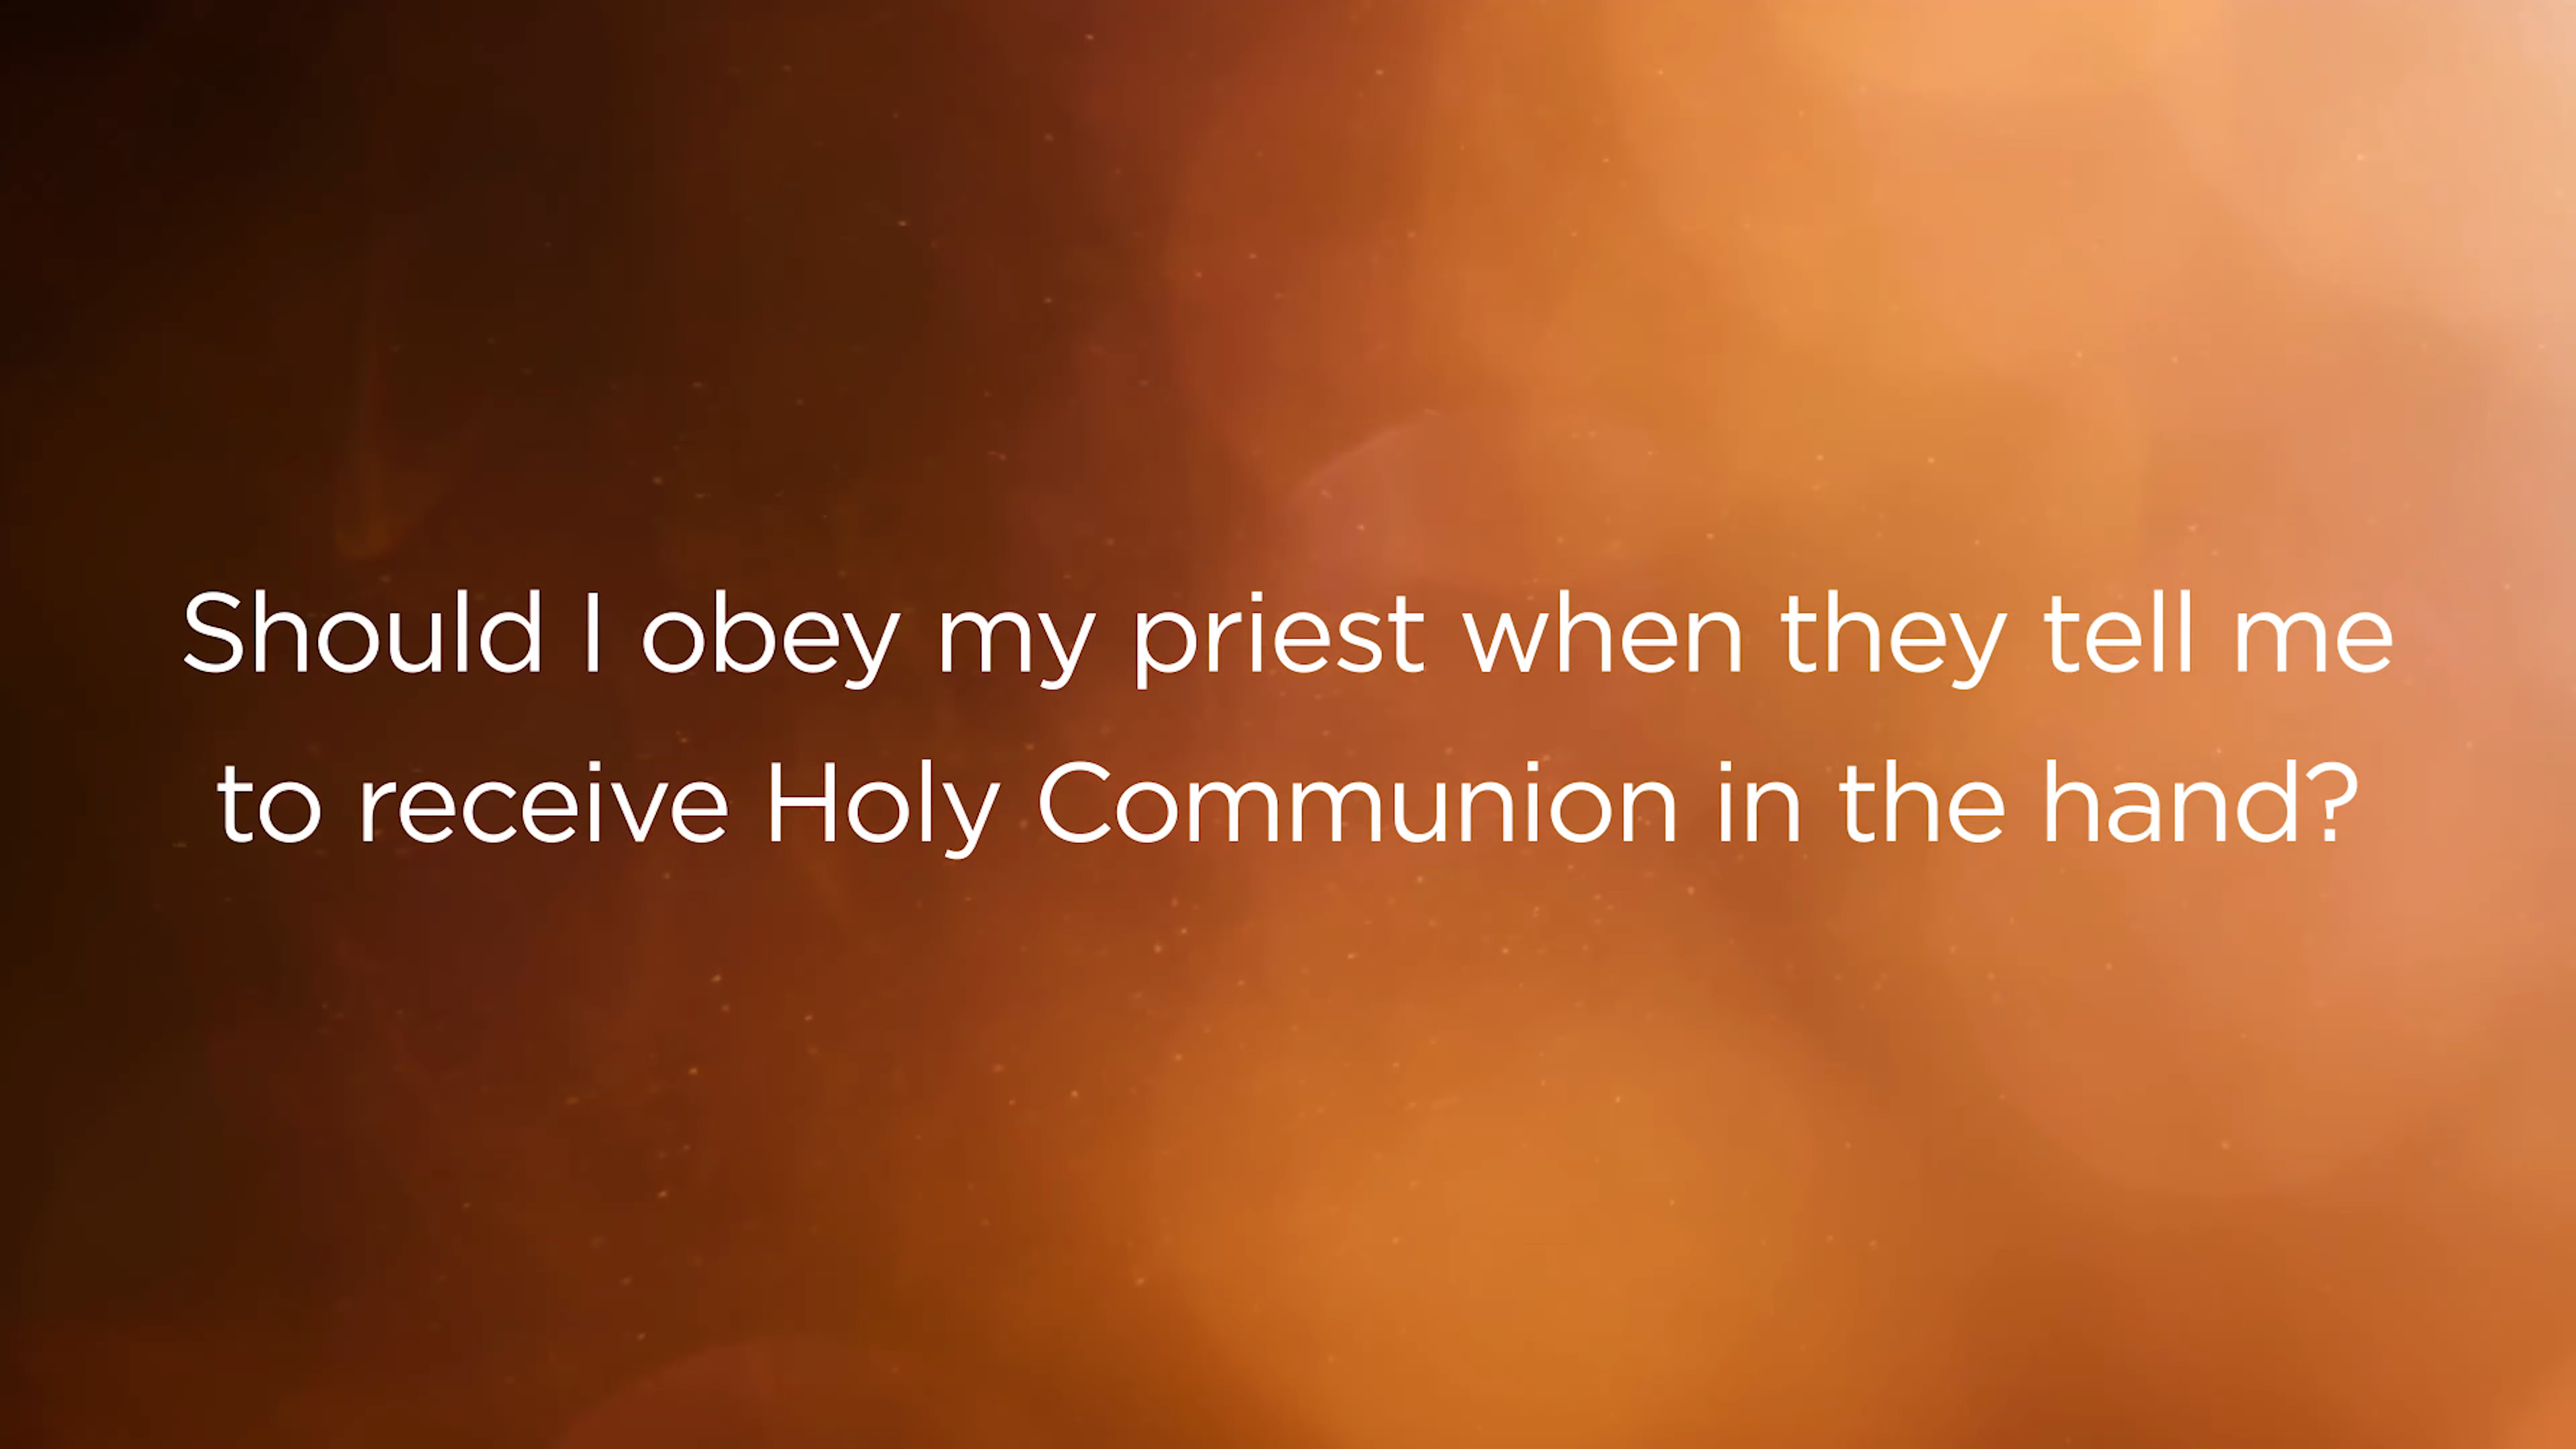 Should I obey my priest when they tell me
to receive Holy Communion in the hand?